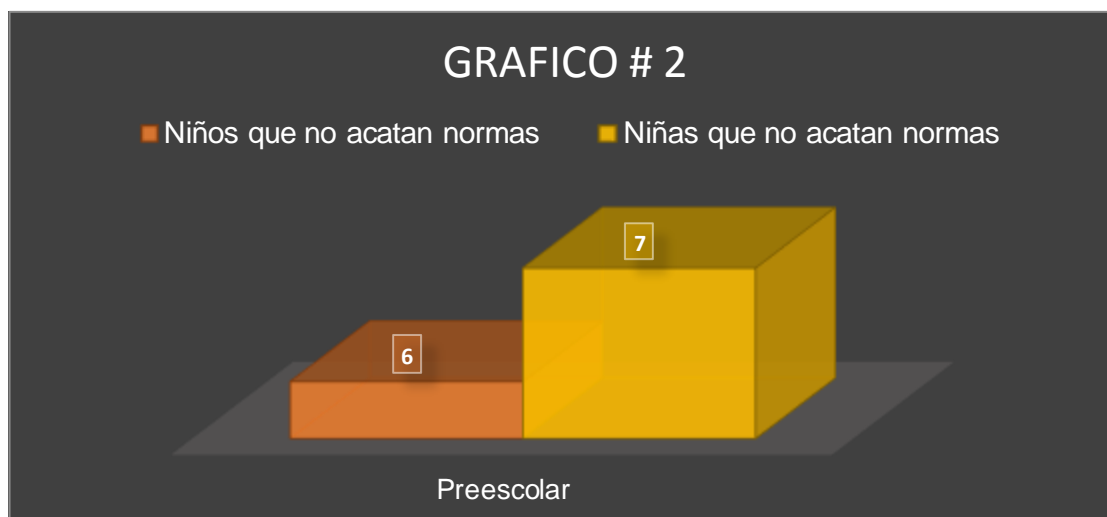 GRAFICO # 2
Niños que no acatan normas Niñas que no acatan normas
7
6
Preescolar